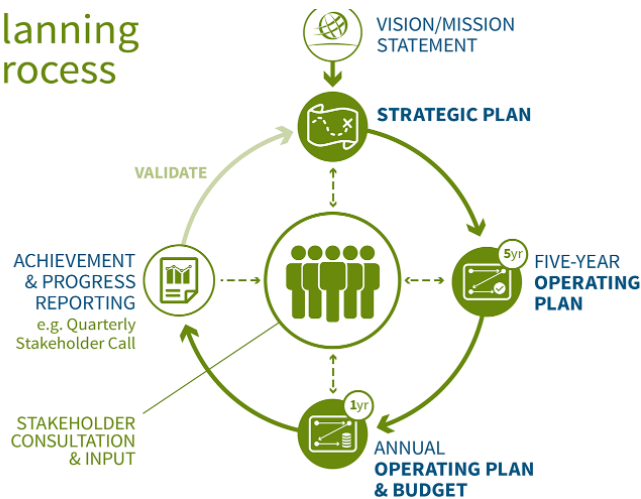 lanning
rocess
VISION/MISSION
STATEMENT
STRATEGIC PLAN
VALIDATE
5yr
FIVE-YEAR
OPERATING
PLAN
ACHIEVEMENT
& PROGRESS
REPORTING
e.g. Quarterly
Stakeholder Call
1yr
STAKEHOLDER
CONSULTATION
& INPUT
ANNUAL
OPERATING PLAN
& BUDGET